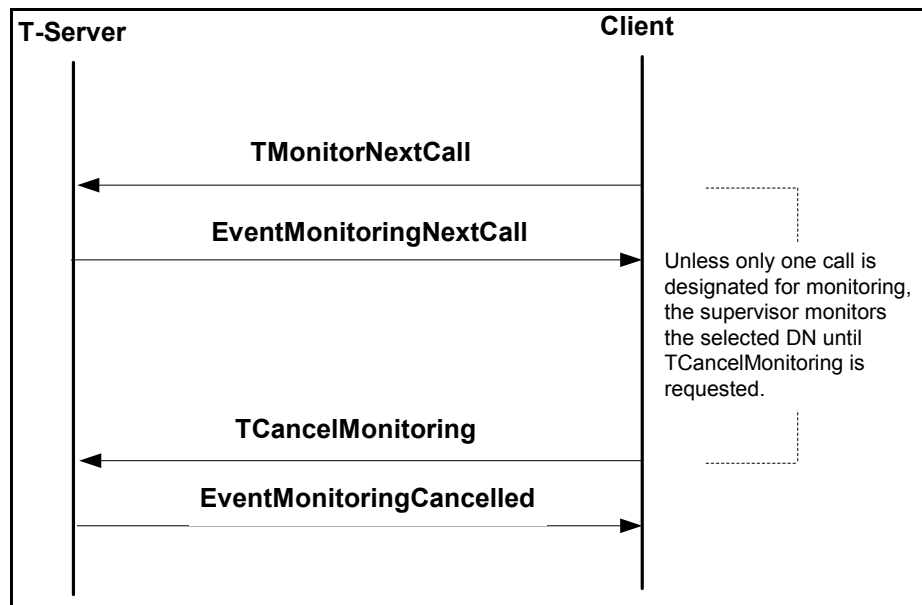 T-Server
Client
TMonitorNextCall
EventMonitoringNextCall
Unless only one call is
designated for monitoring,
the supervisor monitors
the selected DN until
TCancelMonitoring is
requested.
TCancelMonitoring
EventMonitoringCancelled